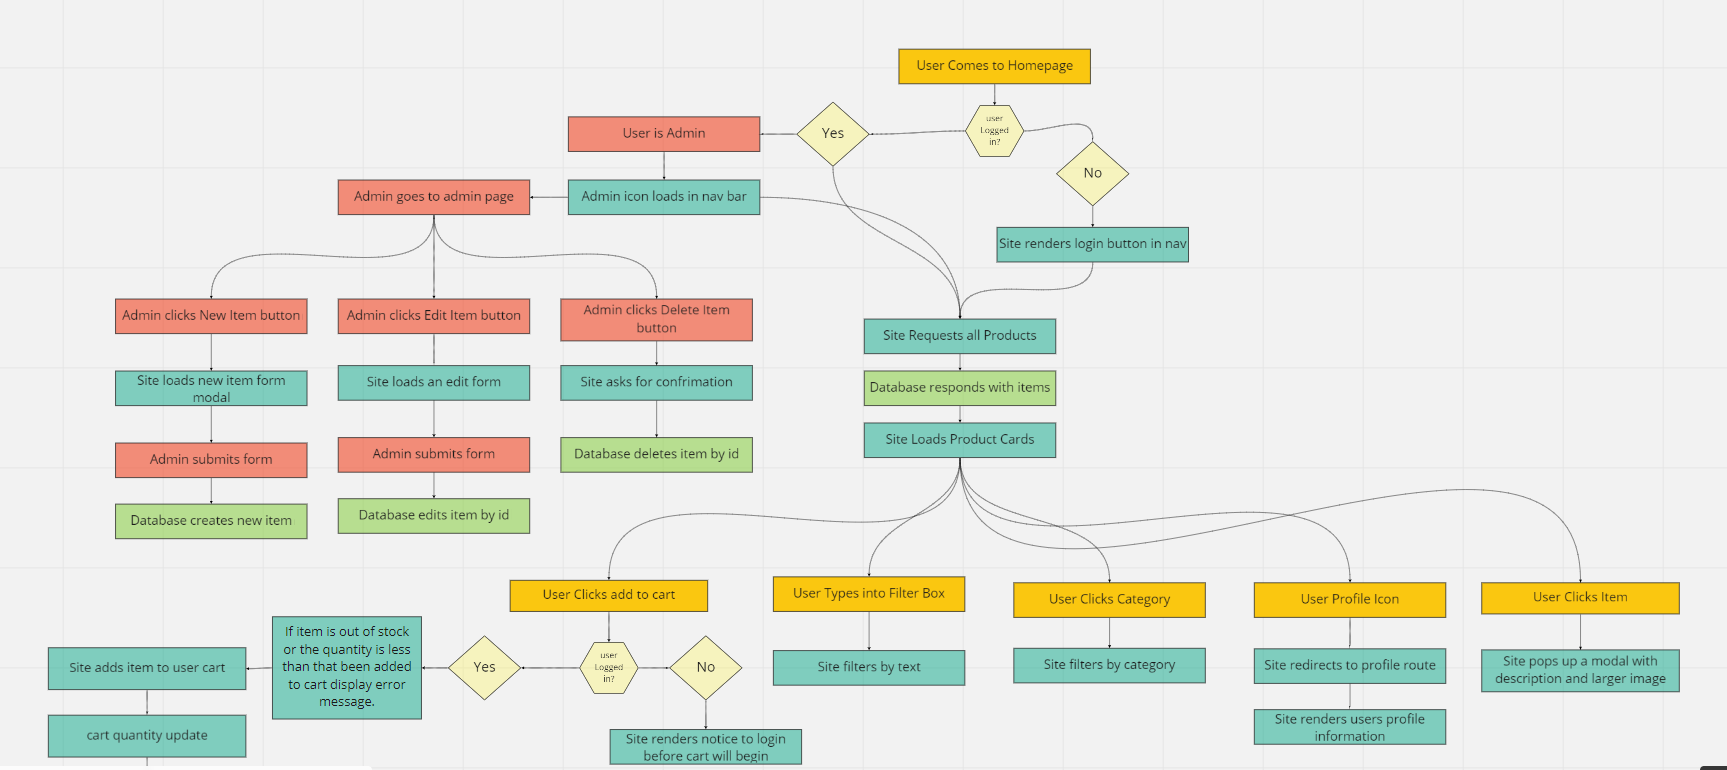 User Comes to Homepage
user
Logged
in?
Yes
User is Admin
No
Admin goes to admin page
Admin icon loads in nav bar
Site renders login button in nav
Admin clicks New Item button
Admin clicks Edit Item button
Admin clicks Delete Item
button
Site Requests all Products
Site loads new item form
modal
Site loads an edit form
Site asks for confrimation
Database responds with items
Site Loads Product Cards
Admin submits form
Admin submits form
Database deletes item by id
Database creates new item
Database edits item by id
User Clicks add to cart
User Types into Filter Box
User Clicks Category
User Profile Icon
User Clicks Item
Site adds item to user cart
If item is out of stock
or the quantity is less
than that been added
to cart display error
message.
Yes
user
Logged
in?
No
Site filters by text
Site filters by category
Site redirects to profile route
Site pops up a modal with
description and larger image
cart quantity update
Site renders notice to login
before cart will begin
Site renders users profile
information